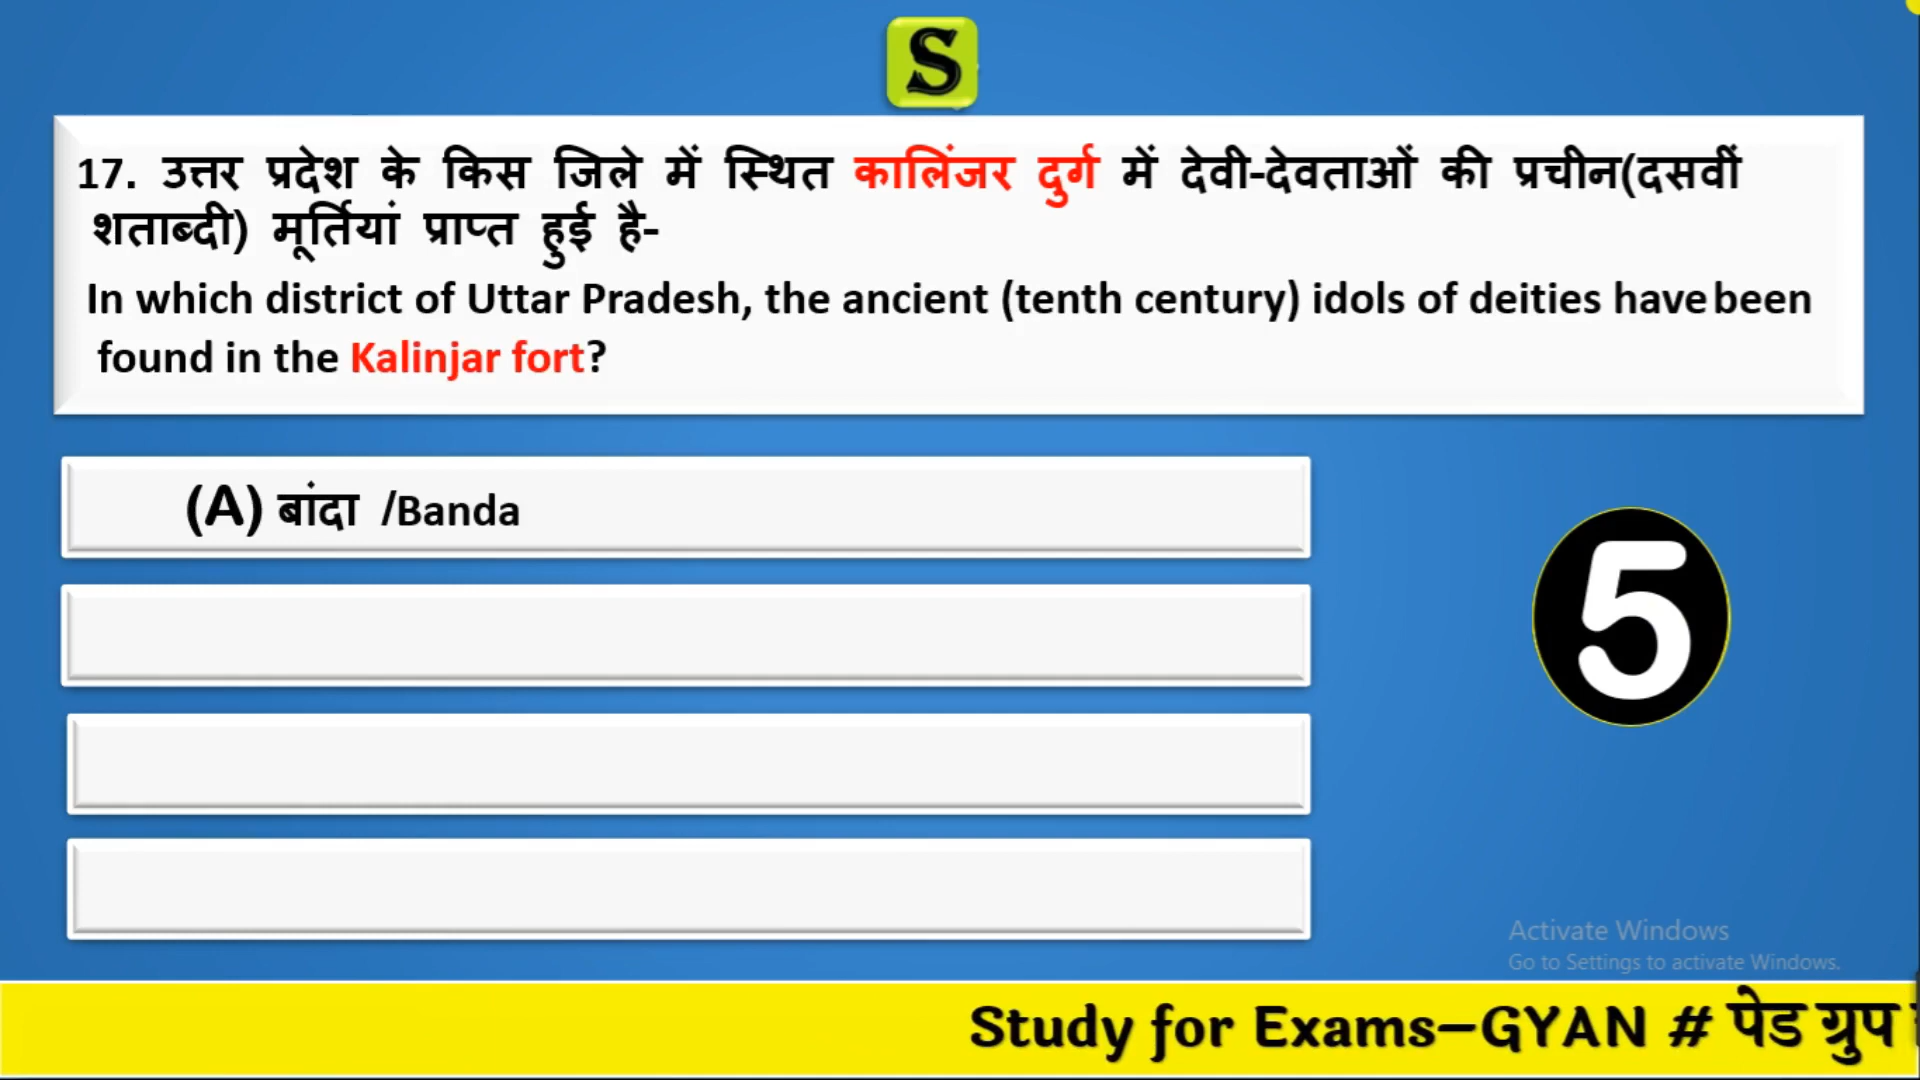 S
17. उत्तर प्रदेश के किस जिले में स्थित कालिंजर दुर्ग में देवी-देवताओं की प्रचीन(दसवीं
शताब्दी) मूर्तियां प्राप्त हुई है-
In which district of Uttar Pradesh, the ancient (tenth century) idols of deities have been
found in the Kalinjar fort?
(A) बांदा /Banda
5
Activate Windows
Go to Settings to activate Windows.
Study for Exams–GYAN # पेड ग्रुप